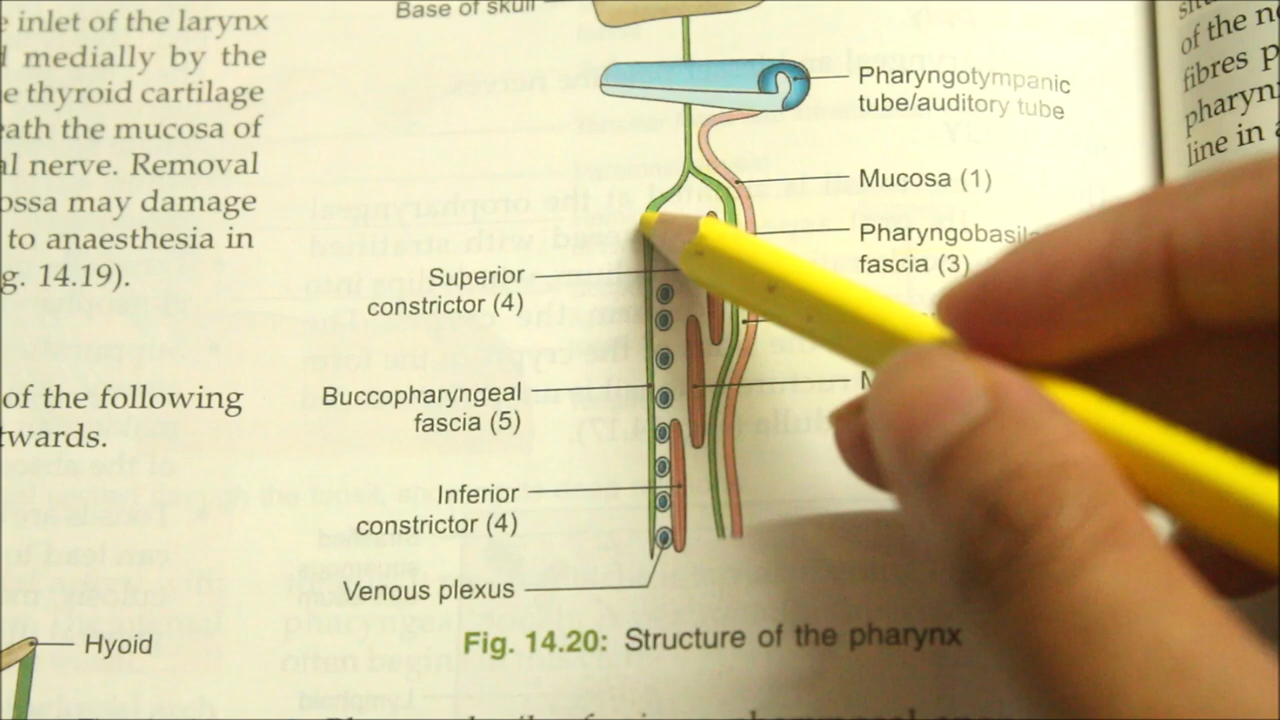 e inlet of the larynx
d medially by the
e thyroid cartilage
eath the mucosa of
al nerve. Removal
ossa may damage
to anaesthesia in
g. 14.19).
of the following
twards.
Base of skull
Pharyngotympanic
tube/auditory tube
Mucosa (1)
Pharyngobasila
fascia (3)
Superior
constrictor (4)
M
Buccopharyngeal
fascia (5)
Inferior
constrictor (4)
Venous plexus
Fig. 14.20: Structure of the pharynx
Hyoid
of the ne
fibres p
pharyn
line in a